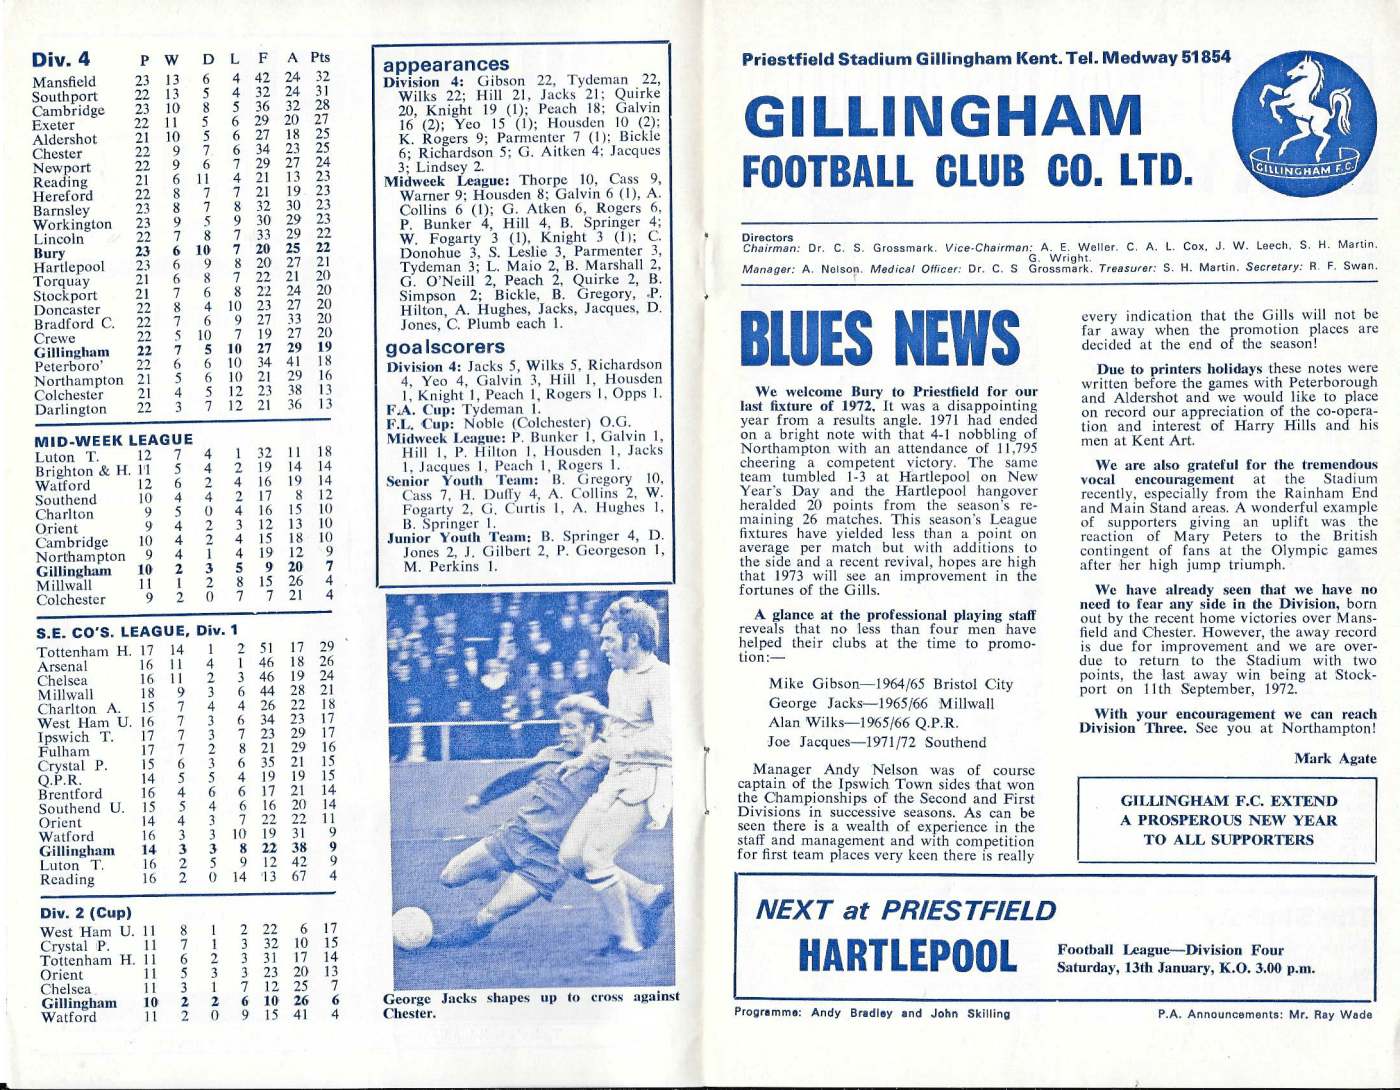 Div. 4 P W D L F A Pts
Mansfield 23 13 6 4 42 24 32
Southport 22 13 5 4 32 24 31
Cambridge 23 10 8 5 36 32 28
Exeter 22 11 5 6 29 20 27
Aldershot 21 10 5 6 27 18 25
Chester 22 9 7 6 34 23 25
Newport 22 9 6 7 29 27 24
Reading 21 6 11 4 21 13 23
Hereford 22 8 7 7 21 19 23
Barnsley 23 8 7 8 32 30 23
Workington 23 9 5 9 30 29 23
Lincoln 22 7 8 7 33 29 22
Bury 23 6 10 7 20 25 22
Hartlepool 23 6 9 8 20 27 21
Torquay 21 6 8 7 22 21 20
Stockport 21 7 6 8 22 24 20
Doncaster 22 8 4 10 23 27 20
Bradford C. 22 7 6 9 27 33 20
Crewe 22 5 10 7 19 27 20
Gillingham 22 7 5 10 27 29 19
Peterboro' 22 6 6 10 34 41 18
Northampton 21 5 6 10 21 29 16
Colchester 21 4 5 12 23 38 13
Darlington 22 3 7 12 21 36 13
MID-WEEK LEAGUE
Luton T. 12 7 4 1 32 11 18
Brighton & H. 11 5 4 2 19 14 14
Watford 12 6 2 4 16 19 14
Southend 10 4 4 2 17 8 12
Charlton 9 5 0 4 16 15 10
Orient 9 4 2 3 12 13 10
Cambridge 10 4 2 4 15 18 10
Northampton 9 4 1 4 19 12 9
Gillingham 10 2 3 5 9 20 7
Millwall 11 1 2 8 15 26 4
Colchester 9 2 0 7 7 21 4
S.E. CO'S. LEAGUE, Div. 1
Tottenham H. 17 14 1 2 51 17 29
Arsenal 16 11 4 1 46 18 26
Chelsea 16 11 2 3 46 19 24
Millwall 18 9 3 6 44 28 21
Charlton A. 15 7 4 4 26 22 18
West Ham U. 16 7 3 6 34 23 17
Ipswich T. 17 7 3 7 23 29 17
Fulham 17 7 2 8 21 29 16
Crystal P. 15 6 3 6 35 21 15
Q.P.R. 14 5 5 4 19 19 15
Brentford 16 4 6 6 17 21 14
Southend U. 15 5 4 6 16 20 14
Orient 14 4 3 7 22 22 11
Watford 16 3 3 10 19 31 9
Gillingham 14 3 3 8 22 38 9
Luton T. 16 2 5 9 12 42 9
Reading 16 2 0 14 13 67 4
Div. 2 (Cup)
West Ham U. 11 8 1 2 22 6 17
Crystal P. 11 7 1 3 32 10 15
Tottenham H. 11 6 2 3 31 17 14
Orient 11 5 3 3 23 20 13
Chelsea 11 3 1 7 12 25 7
Gillingham 10 2 2 6 10 26 6
Watford 11 2 0 9 15 41 4
appearances
Division 4: Gibson 22, Tydeman 22,
Wilks 22; Hill 21, Jacks 21; Quirke
20, Knight 19 (1); Peach 18; Galvin
16 (2); Yeo 15 (1); Housden 10 (2);
K. Rogers 9; Parmenter 7 (1); Bickle
6; Richardson 5; G. Aitken 4; Jacques
3; Lindsey 2.
Midweek League: Thorpe 10, Cass 9,
Warner 9; Housden 8; Galvin 6 (1), A.
Collins 6 (1); G. Atken 6, Rogers 6,
P. Bunker 4, Hill 4, B. Springer 4;
W. Fogarty 3 (1), Knight 3 (1); C.
Donohue 3, S. Leslie 3, Parmenter 3,
Tydeman 3; L. Maio 2, B. Marshall 2,
G. O'Neill 2, Peach 2, Quirke 2, B.
Simpson 2; Bickle, B. Gregory, P.
Hilton, A. Hughes, Jacks, Jacques, D.
Jones, C. Plumb each 1.
goalscorers
Division 4: Jacks 5, Wilks 5, Richardson
4, Yeo 4, Galvin 3, Hill 1, Housden
1, Knight 1, Peach 1, Rogers 1, Opps 1.
F.A. Cup: Tydeman 1.
F.L. Cup: Noble (Colchester) O.G.
Midweek League: P. Bunker 1, Galvin 1,
Hill 1, P. Hilton 1, Housden 1, Jacks
1, Jacques 1, Peach 1, Rogers 1.
Senior Youth Team: B. Gregory 10,
Cass 7, H. Duffy 4, A. Collins 2, W.
Fogarty 2, G. Curtis 1, A. Hughes 1,
B. Springer 1.
Junior Youth Team: B. Springer 4, D.
Jones 2, J. Gilbert 2, P. Georgeson 1,
M. Perkins 1.
George Jacks shapes up to cross against
Chester.
Priestfield Stadium Gillingham Kent. Tel. Medway 51854
GILLINGHAM
FOOTBALL CLUB CO. LTD.
GILLINGHAM F.C.
Directors
Chairman: Dr. C. S. Grossmark. Vice-Chairman: A. E. Weller. C. A. L. Cox, J. W. Leech, S. H. Martin.
G. Wright.
Manager: A. Nelson. Medical Officer: Dr. C. S Grossmark. Treasurer: S. H. Martin. Secretary: R. F. Swan.
BLUES NEWS
We welcome Bury to Priestfield for our
last fixture of 1972. It was a disappointing
year from a results angle. 1971 had ended
on a bright note with that 4-1 nobbling of
Northampton with an attendance of 11,795
cheering a competent victory. The same
team tumbled 1-3 at Hartlepool on New
Year's Day and the Hartlepool hangover
heralded 20 points from the season's re-
maining 26 matches. This season's League
fixtures have yielded less than a point on
average per match but with additions to
the side and a recent revival, hopes are high
that 1973 will see an improvement in the
fortunes of the Gills.
A glance at the professional playing staff
reveals that no less than four men have
helped their clubs at the time to promo-
tion:—
Mike Gibson—1964/65 Bristol City
George Jacks—1965/66 Millwall
Alan Wilks—1965/66 Q.P.R.
Joe Jacques—1971/72 Southend
Manager Andy Nelson was of course
captain of the Ipswich Town sides that won
the Championships of the Second and First
Divisions in successive seasons. As can be
seen there is a wealth of experience in the
staff and management and with competition
for first team places very keen there is really
every indication that the Gills will not be
far away when the promotion places are
decided at the end of the season!
Due to printers holidays these notes were
written before the games with Peterborough
and Aldershot and we would like to place
on record our appreciation of the co-opera-
tion and interest of Harry Hills and his
men at Kent Art.
We are also grateful for the tremendous
vocal encouragement at the Stadium
recently, especially from the Rainham End
and Main Stand areas. A wonderful example
of supporters giving an uplift was the
reaction of Mary Peters to the British
contingent of fans at the Olympic games
after her high jump triumph.
We have already seen that we have no
need to fear any side in the Division, born
out by the recent home victories over Mans-
field and Chester. However, the away record
is due for improvement and we are over-
due to return to the Stadium with two
points, the last away win being at Stock-
port on 11th September, 1972.
With your encouragement we can reach
Division Three. See you at Northampton!
Mark Agate
GILLINGHAM F.C. EXTEND
A PROSPEROUS NEW YEAR
TO ALL SUPPORTERS
NEXT at PRIESTFIELD
HARTLEPOOL
Football League—Division Four
Saturday, 13th January, K.O. 3.00 p.m.
Programme: Andy Bradley and John Skilling
P.A. Announcements: Mr. Ray Wade